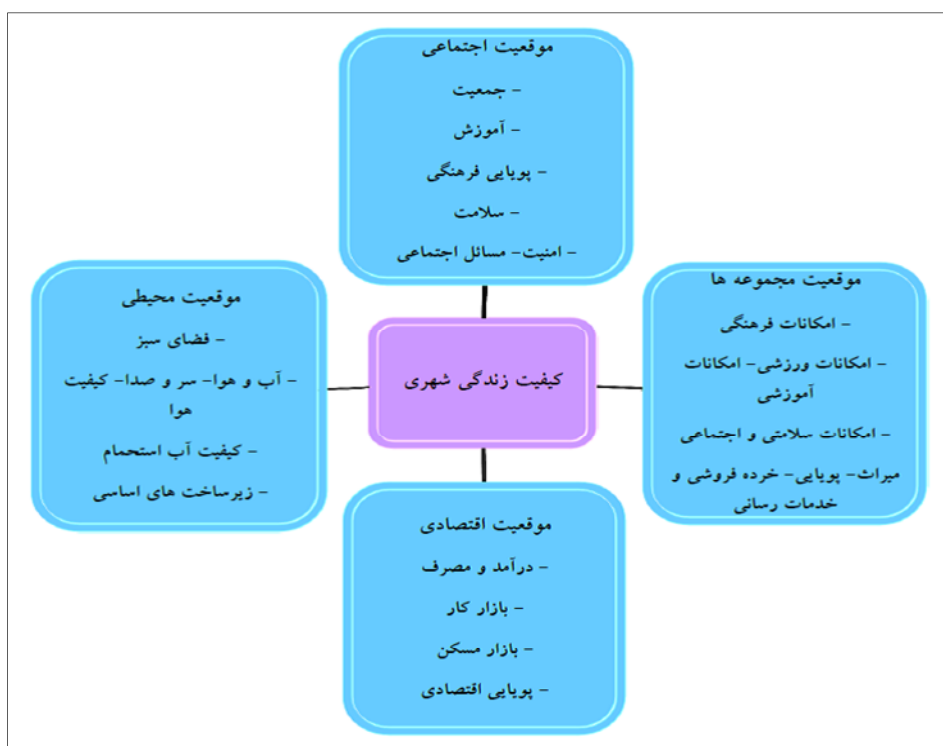 موقعیت اجتماعی
- جمعیت
- آموزش
- پویایی فرهنگی
- سلامت
- امنیت- مسائل اجتماعی
موقعیت مجموعه ها
- امکانات فرهنگی
- امکانات ورزشی- امکانات
آموزشی
- امکانات سلامتی و اجتماعی
میراث- پویایی- خرده فروشی و
خدمات رسانی
کیفیت زندگی شهری
موقعیت محیطی
- فضای سبز
- آب و هوا- سر و صدا- کیفیت
هوا
- کیفیت آب استحمام
- زیرساخت های اساسی
موقعیت اقتصادی
- درآمد و مصرف
- بازار کار
- بازار مسکن
- پویایی اقتصادی